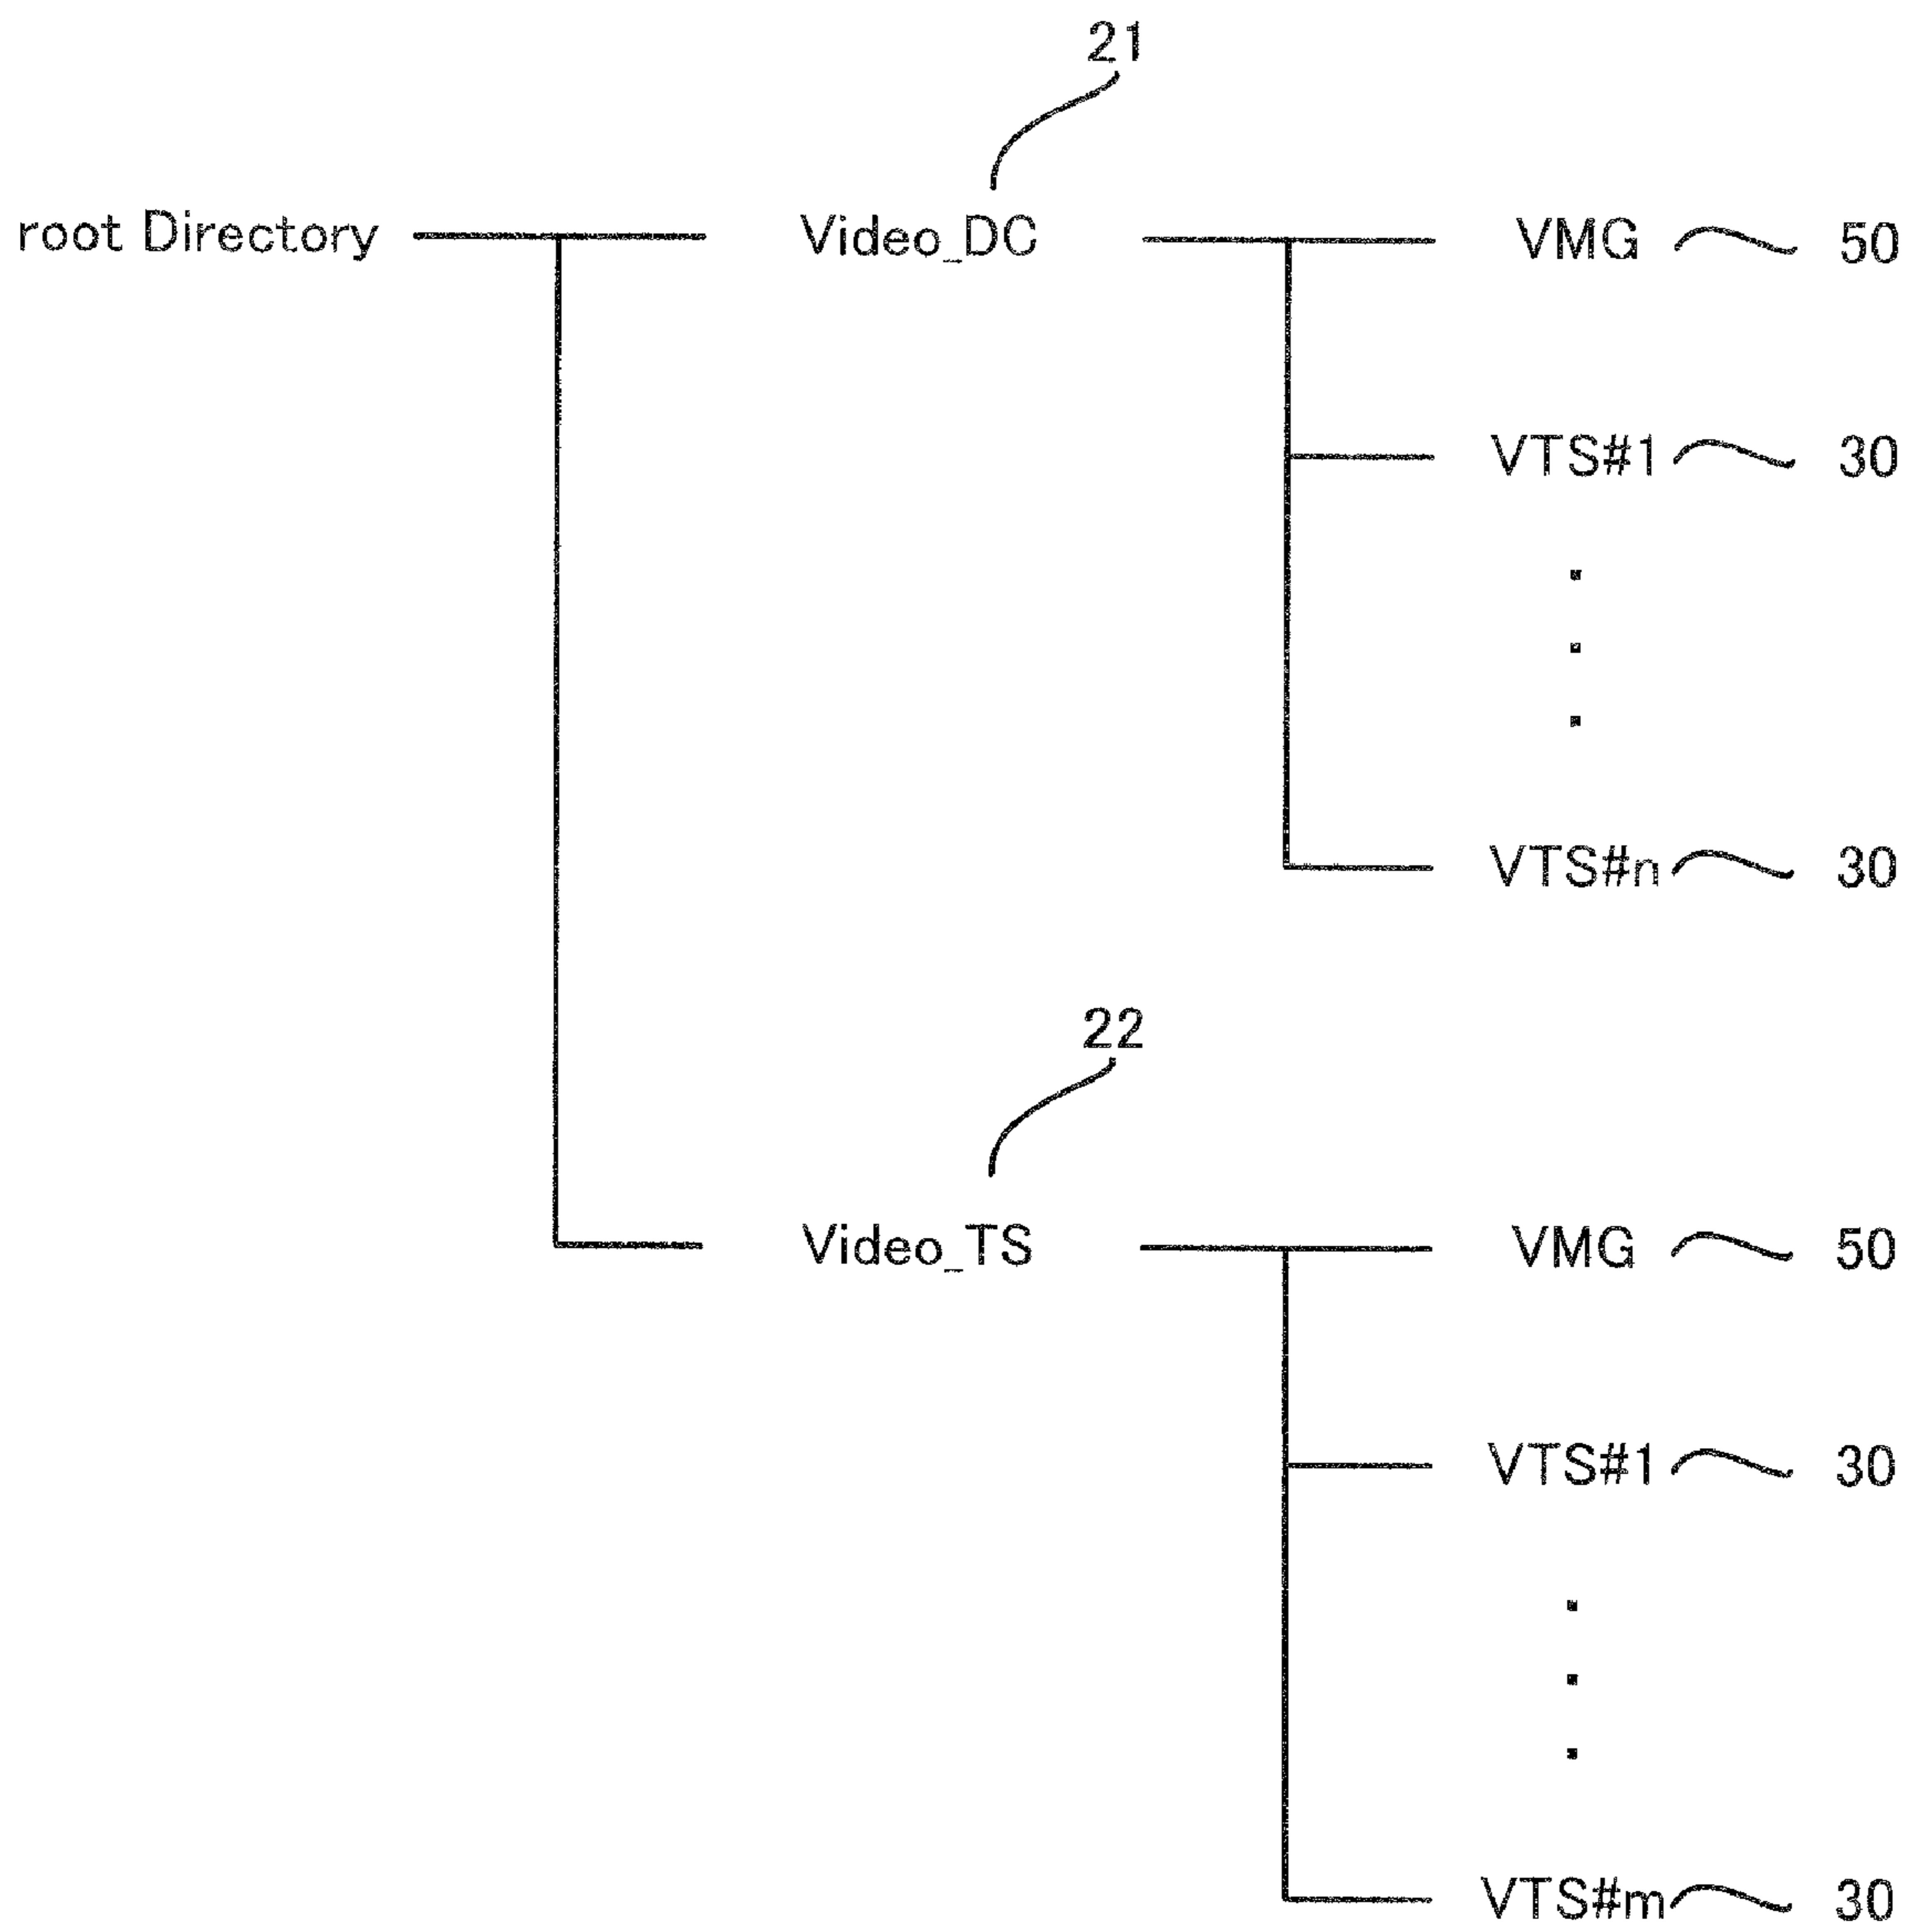 21
root Directory Video_DC VMG 50
VTS#1 30
VTS#n 30
22
Video_TS VMG 50
VTS#1 30
VTS#m 30